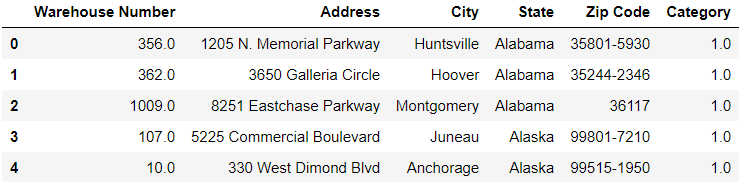 Warehouse Number Address City State Zip Code Category
0 356.0 1205 N. Memorial Parkway Huntsville Alabama 35801-5930 1.0
1 362.0 3650 Galleria Circle Hoover Alabama 35244-2346 1.0
2 1009.0 8251 Eastchase Parkway Montgomery Alabama 36117 1.0
3 107.0 5225 Commercial Boulevard Juneau Alaska 99801-7210 1.0
4 10.0 330 West Dimond Blvd Anchorage Alaska 99515-1950 1.0